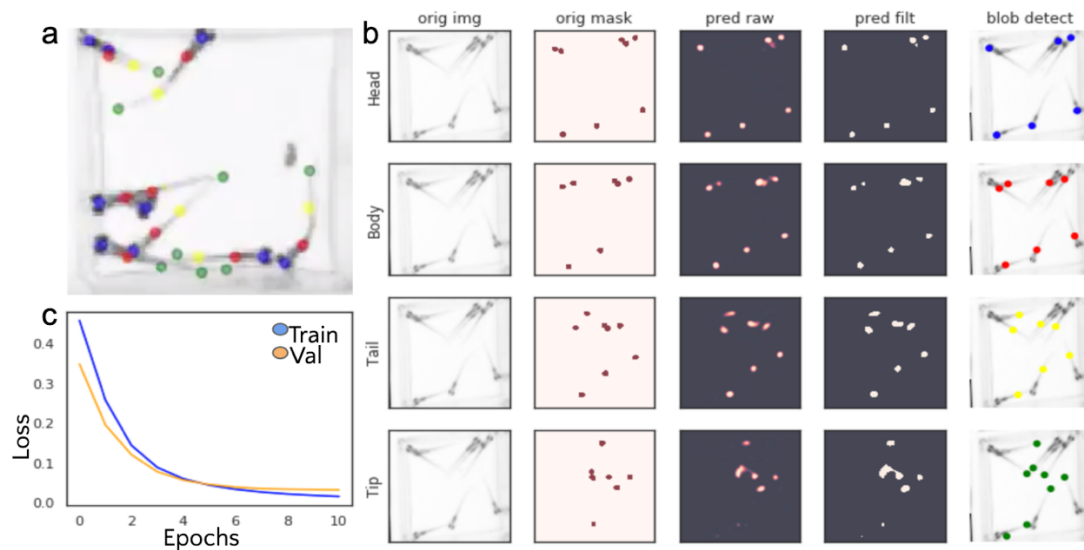 a
b
orig img
orig mask
pred raw
pred filt
blob detect
Head
Body
Tail
Tip
c
Train
Val
Loss
0.4
0.3
0.2
0.1
0.0
0 2 4 6 8 10
Epochs